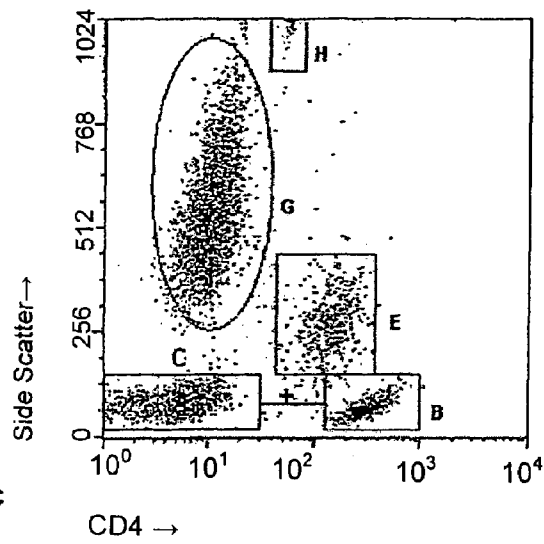 1024
768
512
256
0
Side Scatter→
H
G
E
C
+
B
10⁰ 10¹ 10² 10³ 10⁴
CD4 →